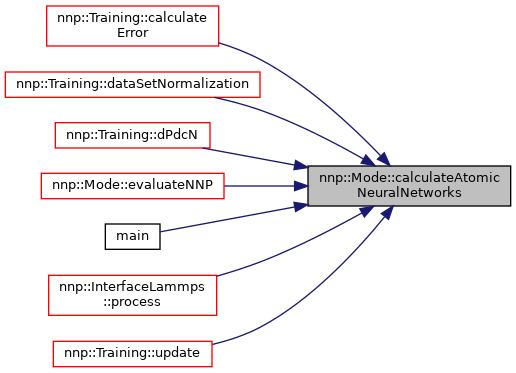 nnp::Training::calculate
Error
nnp::Training::dataSetNormalization
nnp::Training::dPdcN
nnp::Mode::calculateAtomic
NeuralNetworks
nnp::Mode::evaluateNNP
main
nnp::InterfaceLammps
::process
nnp::Training::update